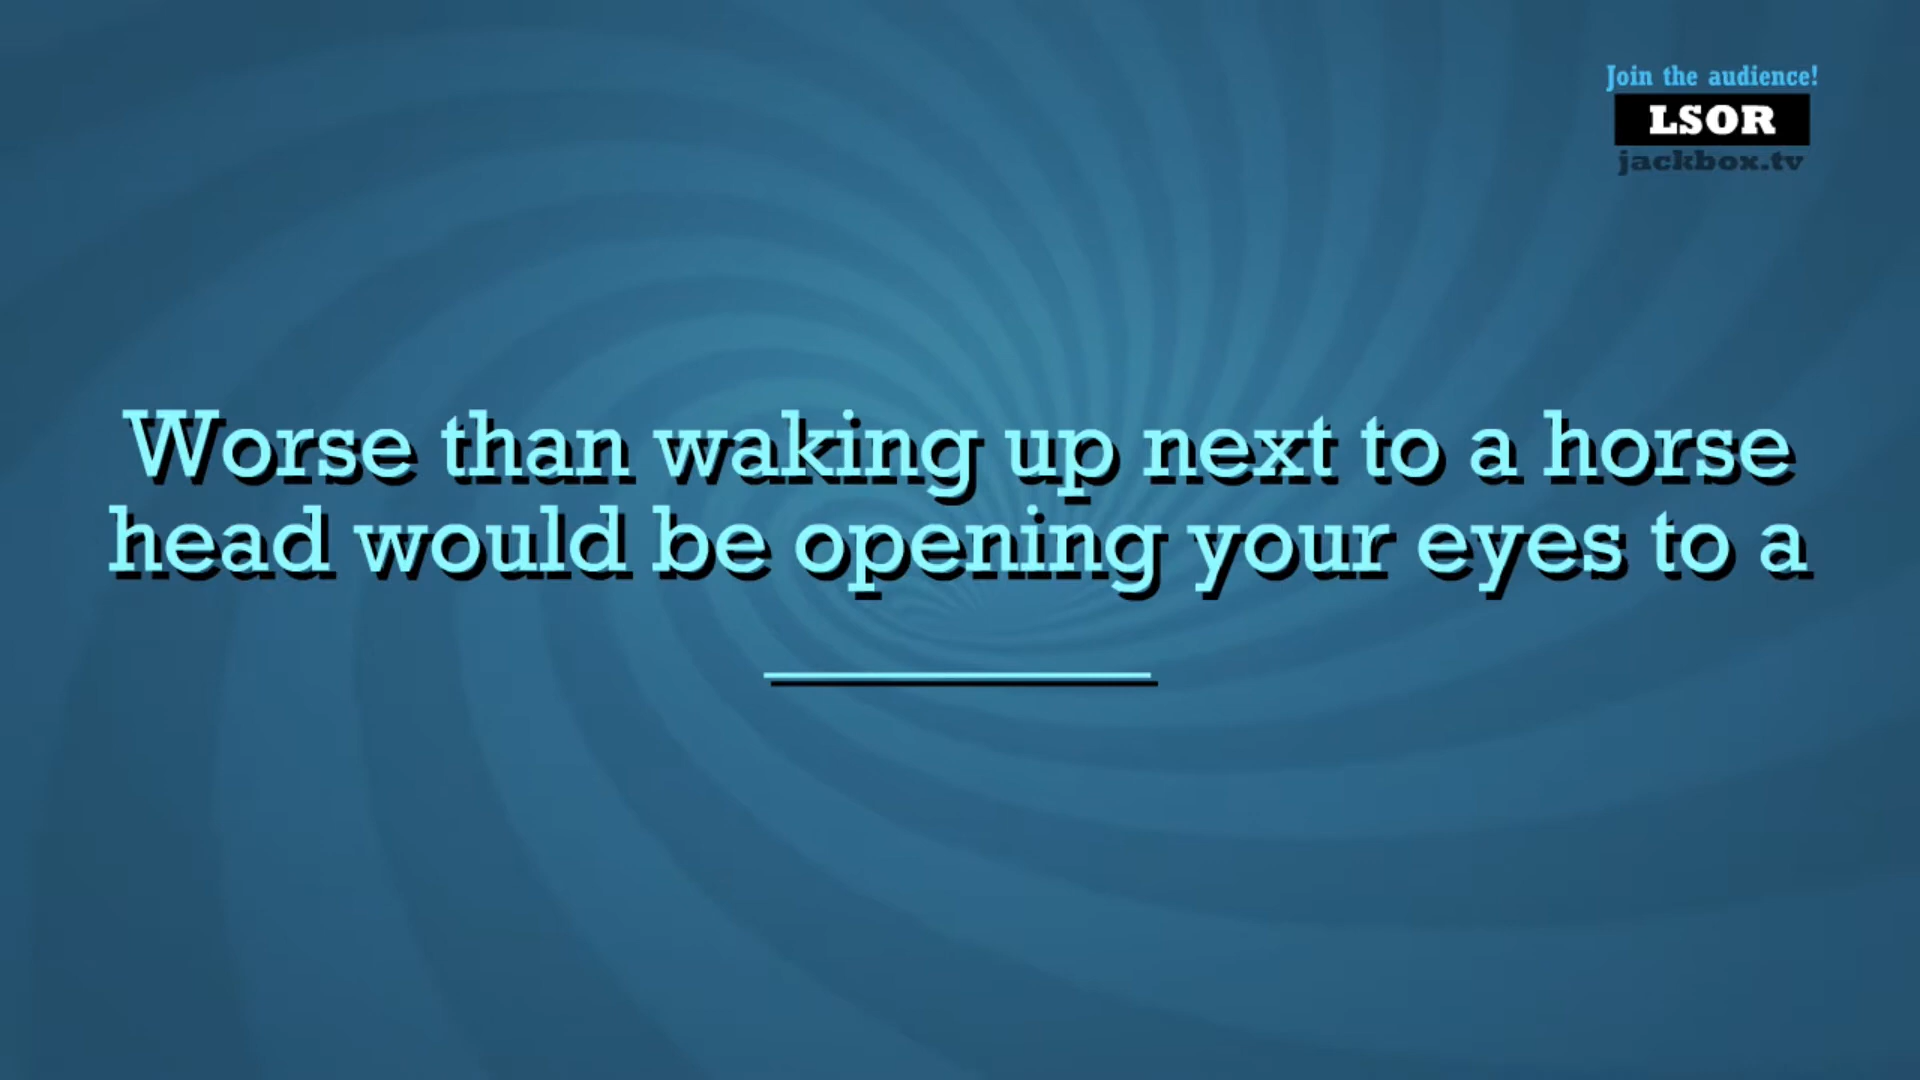 Join the audience!
LSOR
jackbox.tv
Worse than waking up next to a horse
head would be opening your eyes to a